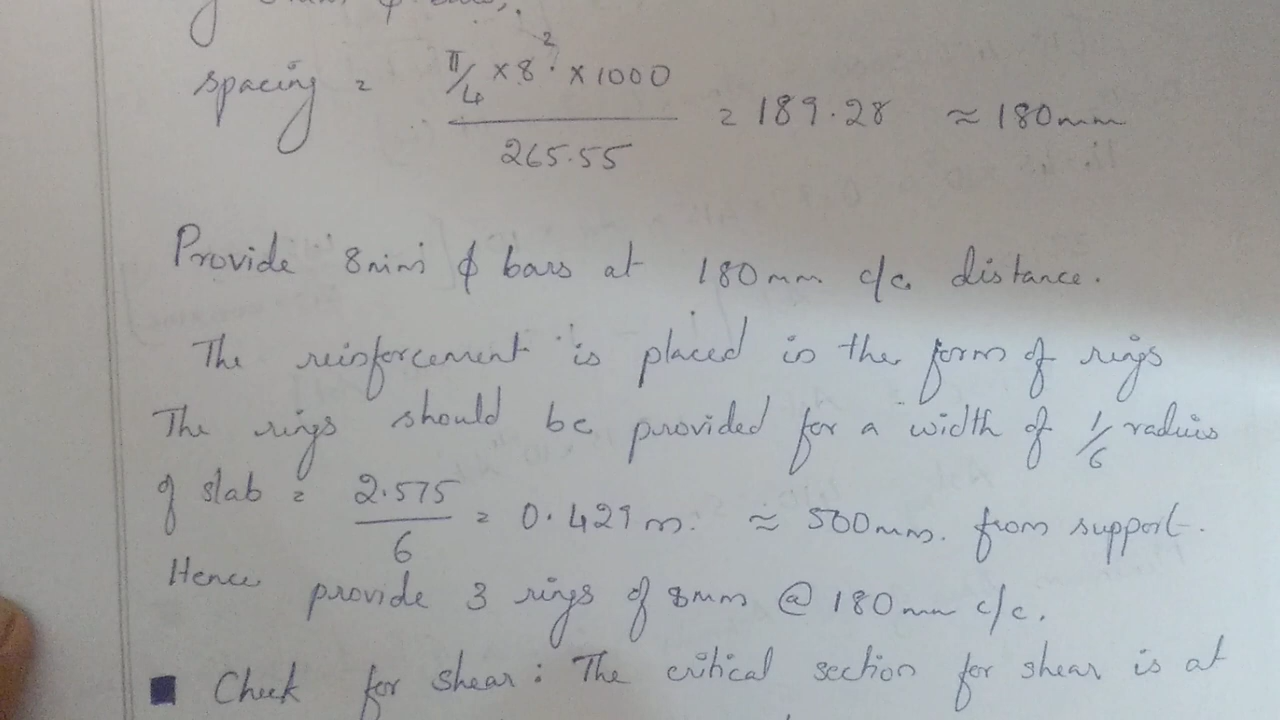 spacing = π/4 × 8² × 1000 / 265.55 = 189.28 ≈ 180mm
Provide 8mm ϕ bars at 180mm c/c distance.
The reinforcement is placed in the form of rings
The rings should be provided for a width of 1/6 radius
of slab = 2.575 / 6 = 0.429 m. ≈ 500mm. from support.
Hence provide 3 rings of 8mm @ 180mm c/c.
■ Check for shear: The critical section for shear is at